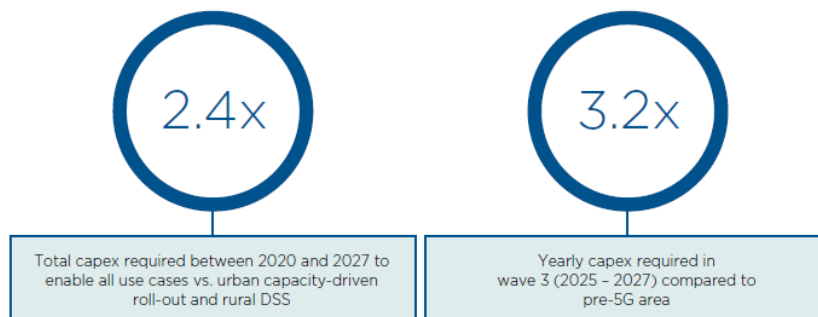 2.4x
3.2x
Total capex required between 2020 and 2027 to
enable all use cases vs. urban capacity-driven
roll-out and rural DSS
Yearly capex required in
wave 3 (2025 – 2027) compared to
pre-5G area